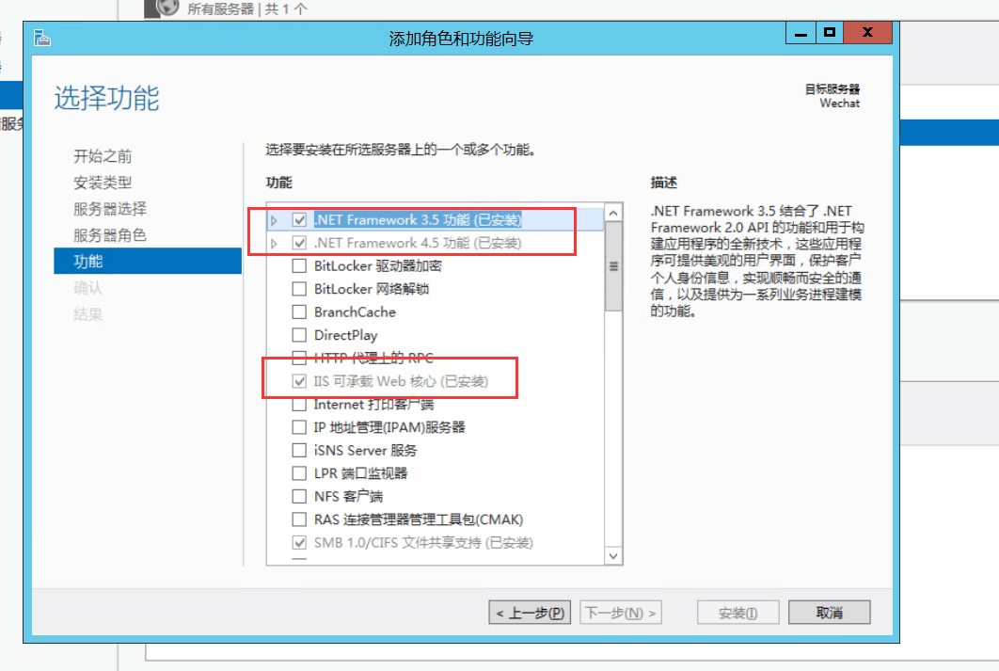 所有服务器 | 共 1 个
添加角色和功能向导
选择功能
目标服务器
Wechat
开始之前
安装类型
服务器选择
服务器角色
功能
确认
结果
选择要安装在所选服务器上的一个或多个功能。
功能
.NET Framework 3.5 功能 (已安装)
.NET Framework 4.5 功能 (已安装)
BitLocker 驱动器加密
BitLocker 网络解锁
BranchCache
DirectPlay
HTTP 代理上的 RPC
IIS 可承载 Web 核心 (已安装)
Internet 打印客户端
IP 地址管理(IPAM)服务器
iSNS Server 服务
LPR 端口监视器
NFS 客户端
RAS 连接管理器管理工具包(CMAK)
SMB 1.0/CIFS 文件共享支持 (已安装)
描述
.NET Framework 3.5 结合了 .NET
Framework 2.0 API 的功能和用于构
建应用程序的全新技术，这些应用程
序可提供美观的用户界面，保护客户
个人身份信息，实现顺畅而安全的通
信，以及提供为一系列业务进程建模
的功能。
< 上一步(P)
下一步(N) >
安装(I)
取消